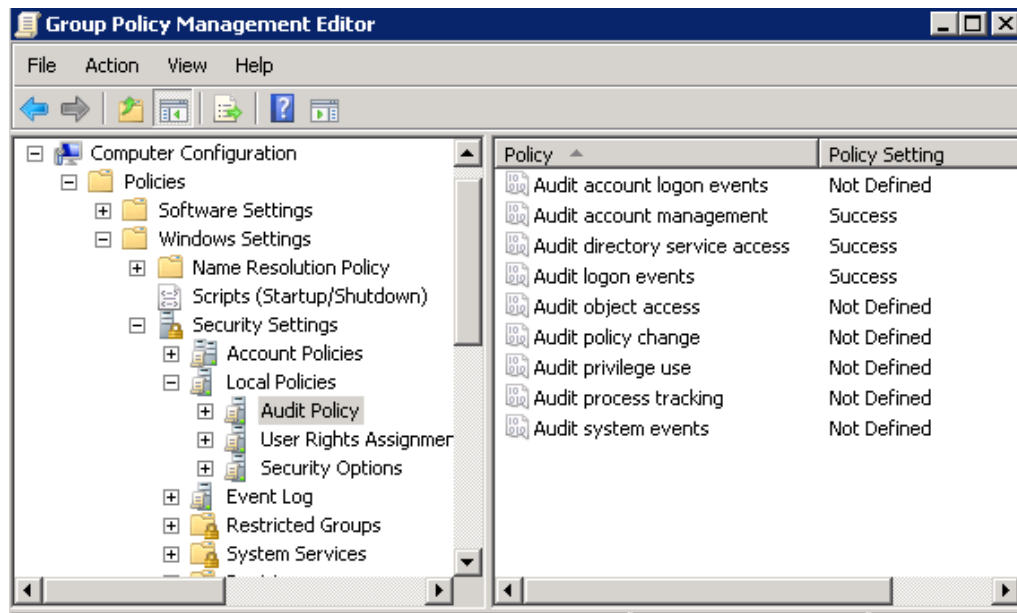 Group Policy Management Editor
File Action View Help
Computer Configuration
Policies
Software Settings
Windows Settings
Name Resolution Policy
Scripts (Startup/Shutdown)
Security Settings
Account Policies
Local Policies
Audit Policy
User Rights Assignmer
Security Options
Event Log
Restricted Groups
System Services
Policy Policy Setting
Audit account logon events Not Defined
Audit account management Success
Audit directory service access Success
Audit logon events Success
Audit object access Not Defined
Audit policy change Not Defined
Audit privilege use Not Defined
Audit process tracking Not Defined
Audit system events Not Defined